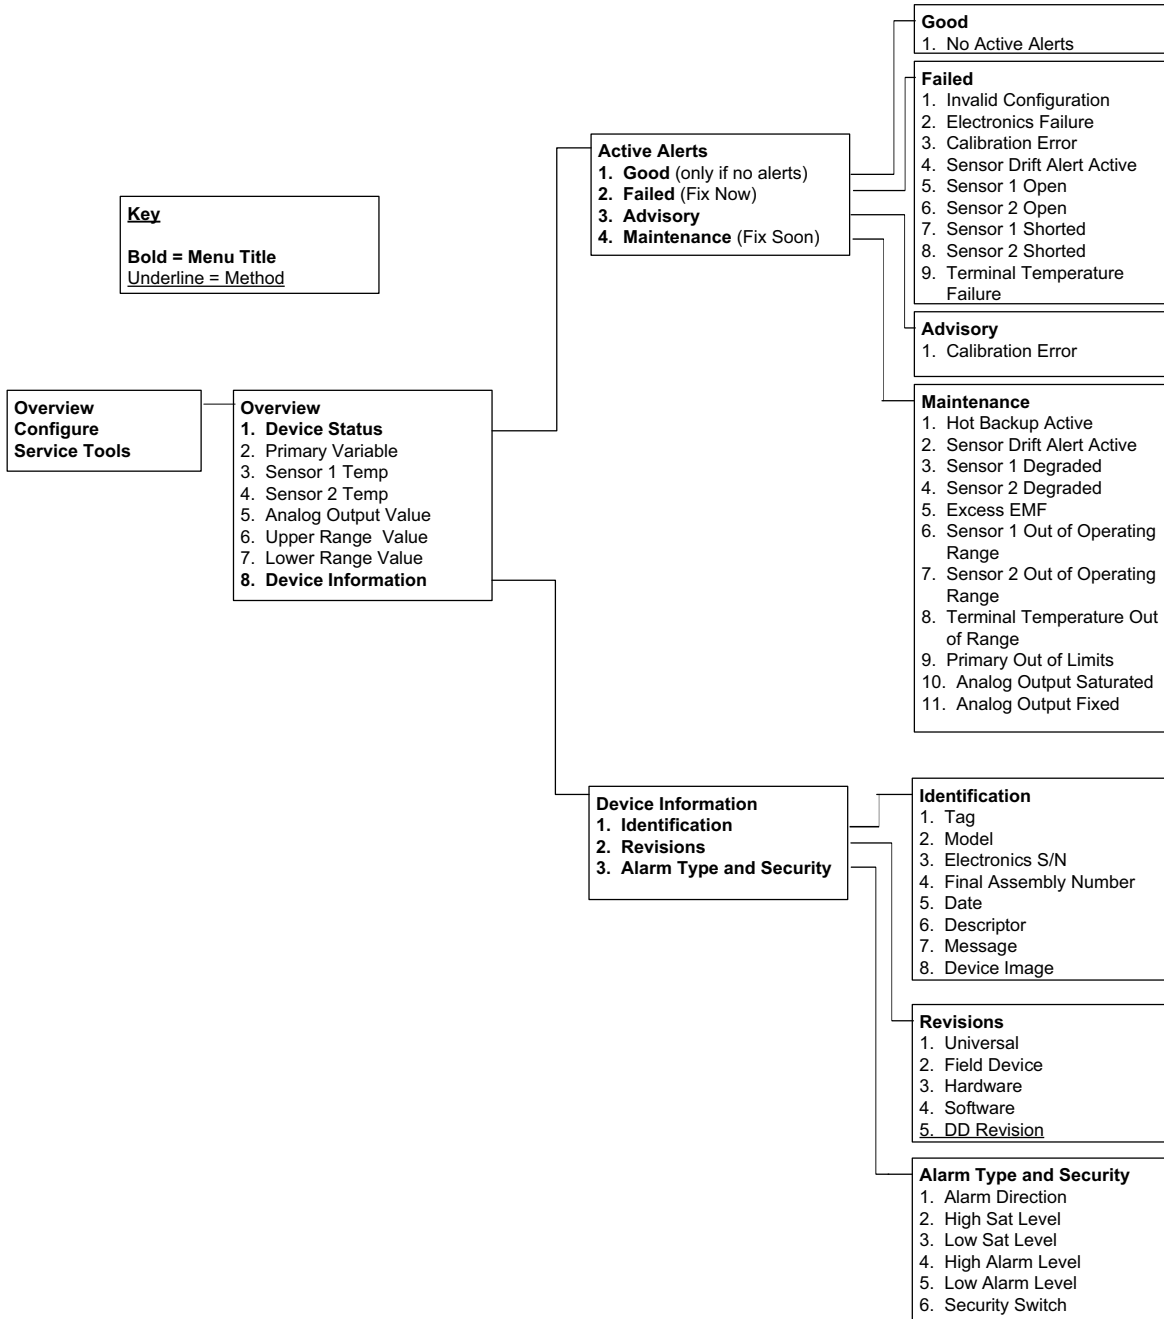 Good
1. No Active Alerts
Failed
1. Invalid Configuration
2. Electronics Failure
3. Calibration Error
4. Sensor Drift Alert Active
5. Sensor 1 Open
6. Sensor 2 Open
7. Sensor 1 Shorted
8. Sensor 2 Shorted
9. Terminal Temperature
Failure
Active Alerts
1. Good (only if no alerts)
2. Failed (Fix Now)
3. Advisory
4. Maintenance (Fix Soon)
Key
Bold = Menu Title
Underline = Method
Advisory
1. Calibration Error
Overview
Configure
Service Tools
Overview
1. Device Status
2. Primary Variable
3. Sensor 1 Temp
4. Sensor 2 Temp
5. Analog Output Value
6. Upper Range Value
7. Lower Range Value
8. Device Information
Maintenance
1. Hot Backup Active
2. Sensor Drift Alert Active
3. Sensor 1 Degraded
4. Sensor 2 Degraded
5. Excess EMF
6. Sensor 1 Out of Operating
Range
7. Sensor 2 Out of Operating
Range
8. Terminal Temperature Out
of Range
9. Primary Out of Limits
10. Analog Output Saturated
11. Analog Output Fixed
Device Information
1. Identification
2. Revisions
3. Alarm Type and Security
Identification
1. Tag
2. Model
3. Electronics S/N
4. Final Assembly Number
5. Date
6. Descriptor
7. Message
8. Device Image
Revisions
1. Universal
2. Field Device
3. Hardware
4. Software
5. DD Revision
Alarm Type and Security
1. Alarm Direction
2. High Sat Level
3. Low Sat Level
4. High Alarm Level
5. Low Alarm Level
6. Security Switch